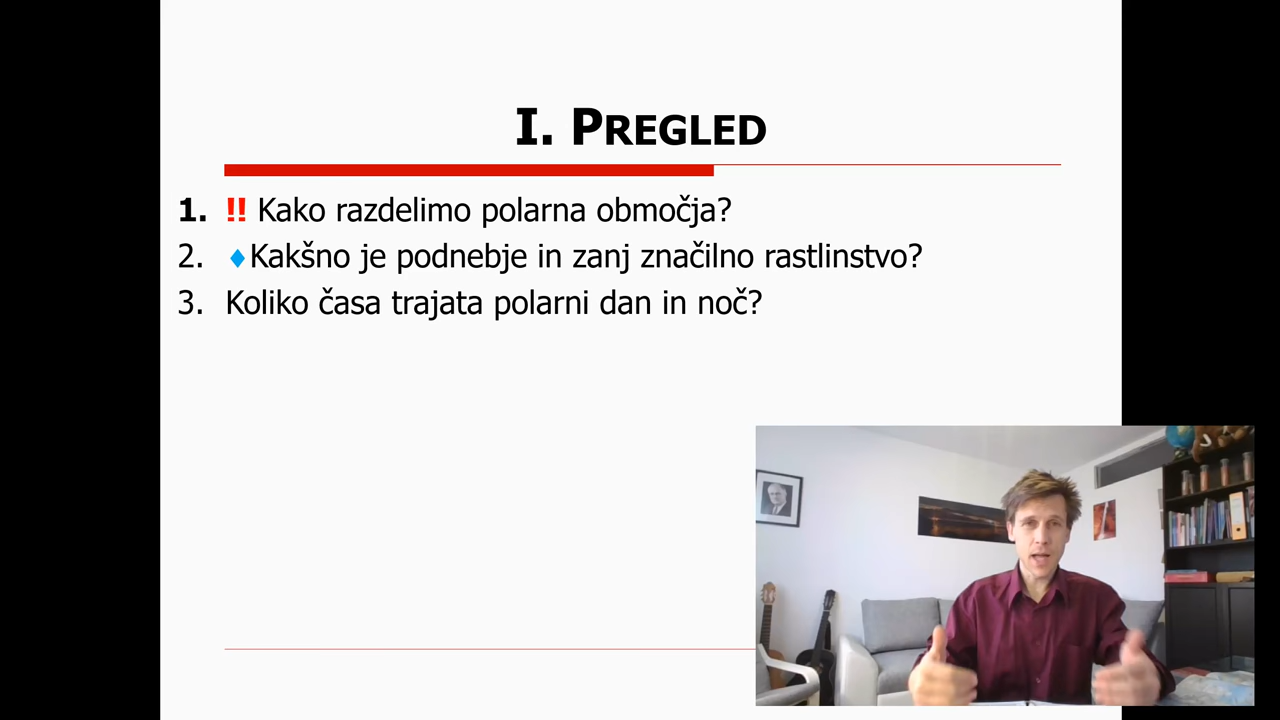 I. PREGLED
1. !! Kako razdelimo polarna območja?
2. ♦Kakšno je podnebje in zanj značilno rastlinstvo?
3. Koliko časa trajata polarni dan in noč?